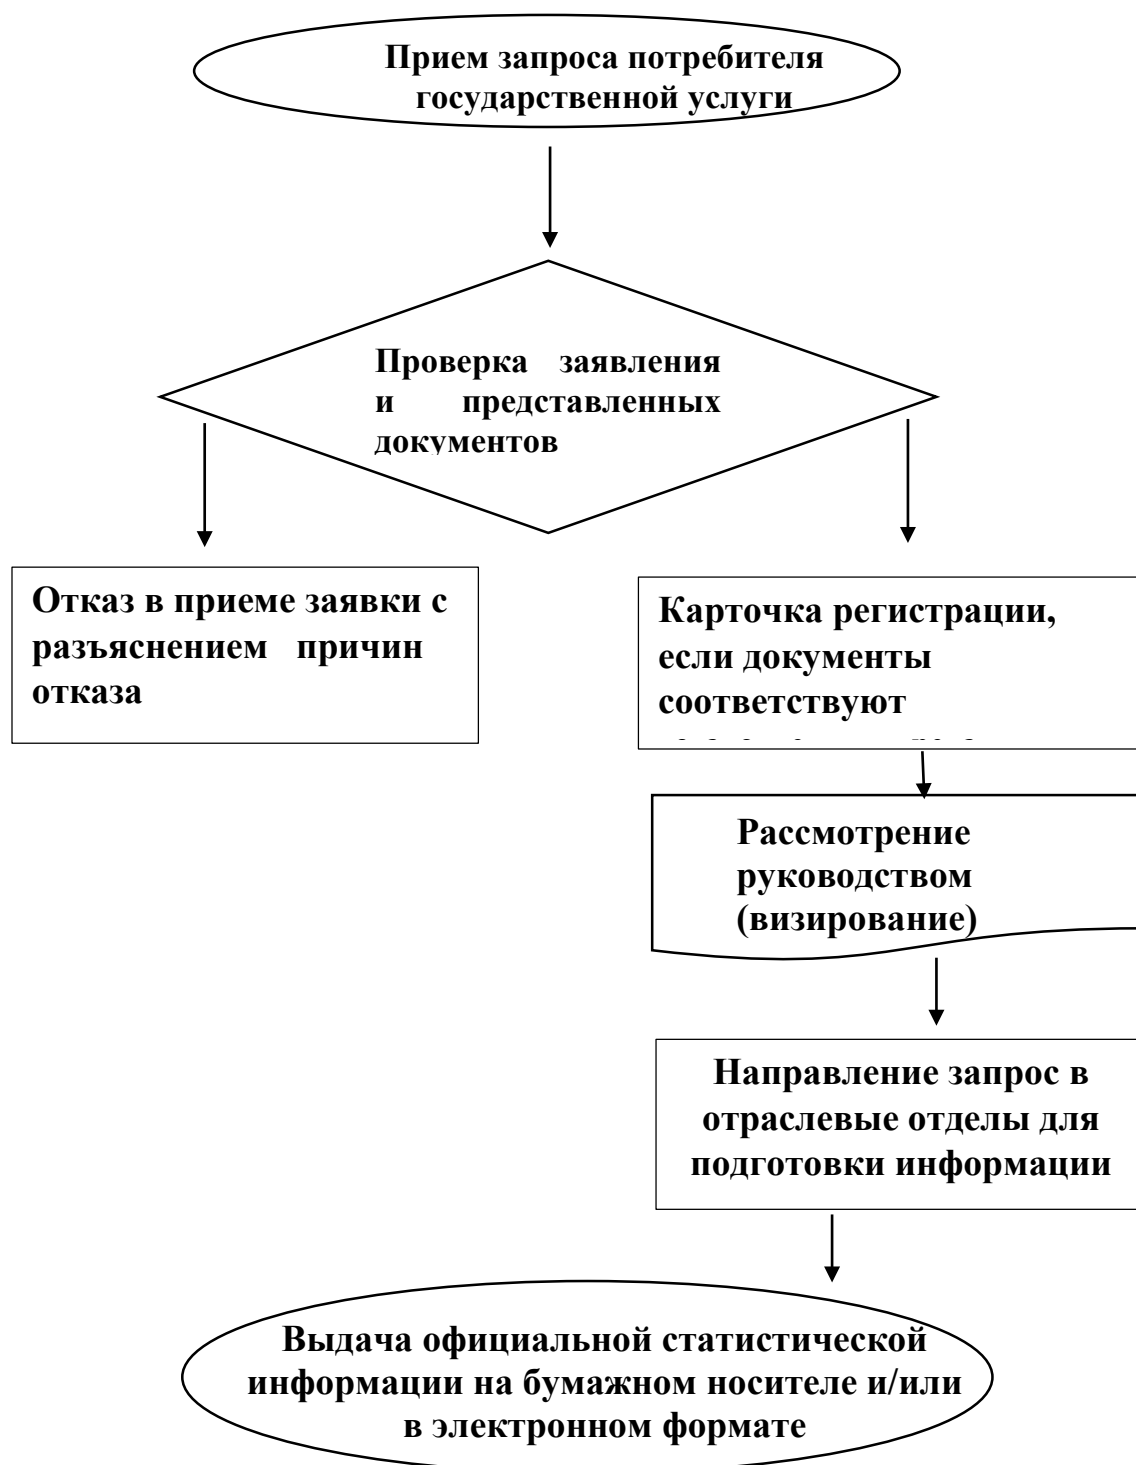 Прием запроса потребителя
государственной услуги
Проверка заявления
и представленных
документов
Отказ в приеме заявки с
разъяснением причин
отказа
Карточка регистрации,
если документы
соответствуют
Рассмотрение
руководством
(визирование)
Направление запрос в
отраслевые отделы для
подготовки информации
Выдача официальной статистической
информации на бумажном носителе и/или
в электронном формате